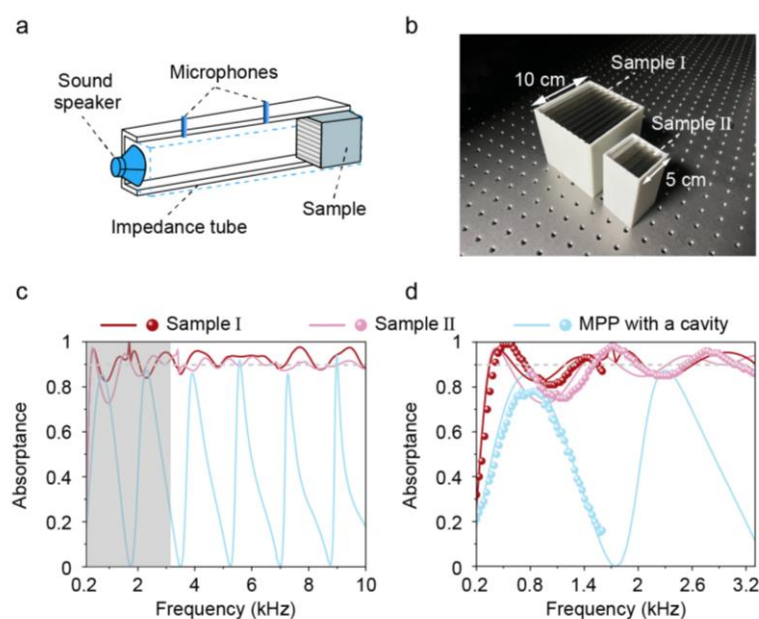 a
Sound
speaker
Microphones
Impedance tube
Sample
b
10 cm
Sample I
Sample II
5 cm
c
d
Sample I
Sample II
MPP with a cavity
Absorptance
1
0.8
0.6
0.4
0.2
0
0.2 2 4 6 8 10
Frequency (kHz)
Absorptance
1
0.8
0.6
0.4
0.2
0
0.2 0.8 1.4 2 2.6 3.2
Frequency (kHz)